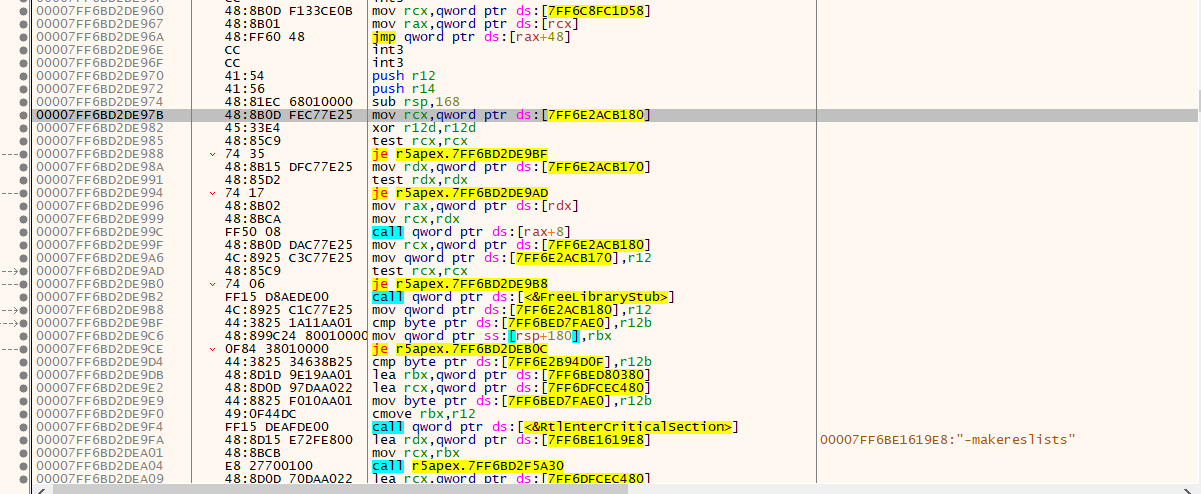 00007FF6BD2DE960 48:8B0D F133CE0B mov rcx,qword ptr ds:[7FF6C8FC1D58]
00007FF6BD2DE967 48:8B01 mov rax,qword ptr ds:[rcx]
00007FF6BD2DE96A 48:FF60 48 jmp qword ptr ds:[rax+48]
00007FF6BD2DE96E CC int3
00007FF6BD2DE96F CC int3
00007FF6BD2DE970 41:54 push r12
00007FF6BD2DE972 41:56 push r14
00007FF6BD2DE974 48:81EC 68010000 sub rsp,168
00007FF6BD2DE97B 48:8B0D FEC77E25 mov rcx,qword ptr ds:[7FF6E2ACB180]
00007FF6BD2DE982 45:33E4 xor r12d,r12d
00007FF6BD2DE985 48:85C9 test rcx,rcx
00007FF6BD2DE988 74 35 je r5apex.7FF6BD2DE9BF
00007FF6BD2DE98A 48:8B15 DFC77E25 mov rdx,qword ptr ds:[7FF6E2ACB170]
00007FF6BD2DE991 48:85D2 test rdx,rdx
00007FF6BD2DE994 74 17 je r5apex.7FF6BD2DE9AD
00007FF6BD2DE996 48:8B02 mov rax,qword ptr ds:[rdx]
00007FF6BD2DE999 48:8BCA mov rcx,rdx
00007FF6BD2DE99C FF50 08 call qword ptr ds:[rax+8]
00007FF6BD2DE99F 48:8B0D DAC77E25 mov rcx,qword ptr ds:[7FF6E2ACB180]
00007FF6BD2DE9A6 4C:8925 C3C77E25 mov qword ptr ds:[7FF6E2ACB170],r12
00007FF6BD2DE9AD 48:85C9 test rcx,rcx
00007FF6BD2DE9B0 74 06 je r5apex.7FF6BD2DE9B8
00007FF6BD2DE9B2 FF15 D8AEDE00 call qword ptr ds:[<&FreeLibraryStub>]
00007FF6BD2DE9B8 4C:8925 C1C77E25 mov qword ptr ds:[7FF6E2ACB180],r12
00007FF6BD2DE9BF 44:3825 1A11AA01 cmp byte ptr ds:[7FF6BED7FAE0],r12b
00007FF6BD2DE9C6 48:899C24 80010000 mov qword ptr ss:[rsp+180],rbx
00007FF6BD2DE9CE 0F84 38010000 je r5apex.7FF6BD2DEB0C
00007FF6BD2DE9D4 44:3825 34638B25 cmp byte ptr ds:[7FF6E2B94D0F],r12b
00007FF6BD2DE9DB 48:8D1D 9E19AA01 lea rbx,qword ptr ds:[7FF6BED80380]
00007FF6BD2DE9E2 48:8D0D 97DAA022 lea rcx,qword ptr ds:[7FF6DFCEC480]
00007FF6BD2DE9E9 44:8825 F010AA01 mov byte ptr ds:[7FF6BED7FAE0],r12b
00007FF6BD2DE9F0 49:0F44DC cmove rbx,r12
00007FF6BD2DE9F4 FF15 DEAFDE00 call qword ptr ds:[<&RtlEnterCriticalSection>]
00007FF6BD2DE9FA 48:8D15 E72FE800 lea rdx,qword ptr ds:[7FF6BE1619E8] 00007FF6BE1619E8:"-makereslists"
00007FF6BD2DEA01 48:8BCB mov rcx,rbx
00007FF6BD2DEA04 E8 27700100 call r5apex.7FF6BD2F5A30
00007FF6BD2DEA09 48:8D0D 70DAA022 lea rcx,qword ptr ds:[7FF6DFCEC480]